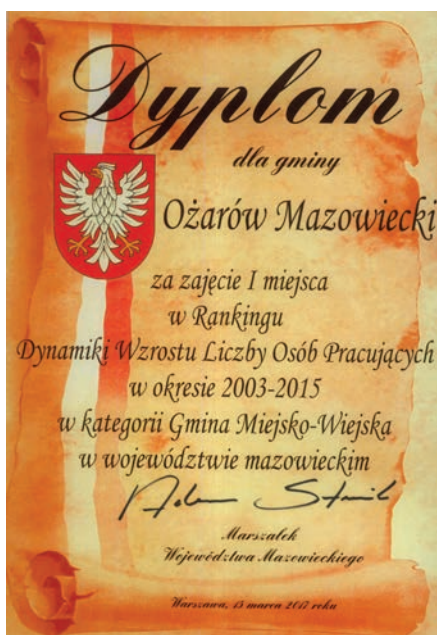 Dyplom
dla gminy
Ożarów Mazowiecki
za zajęcie I miejsca
w Rankingu
Dynamiki Wzrostu Liczby Osób Pracujących
w okresie 2003-2015
w kategorii Gmina Miejsko-Wiejska
w województwie mazowieckim
Marszałek
Województwa Mazowieckiego
Warszawa, 15 marca 2017 roku